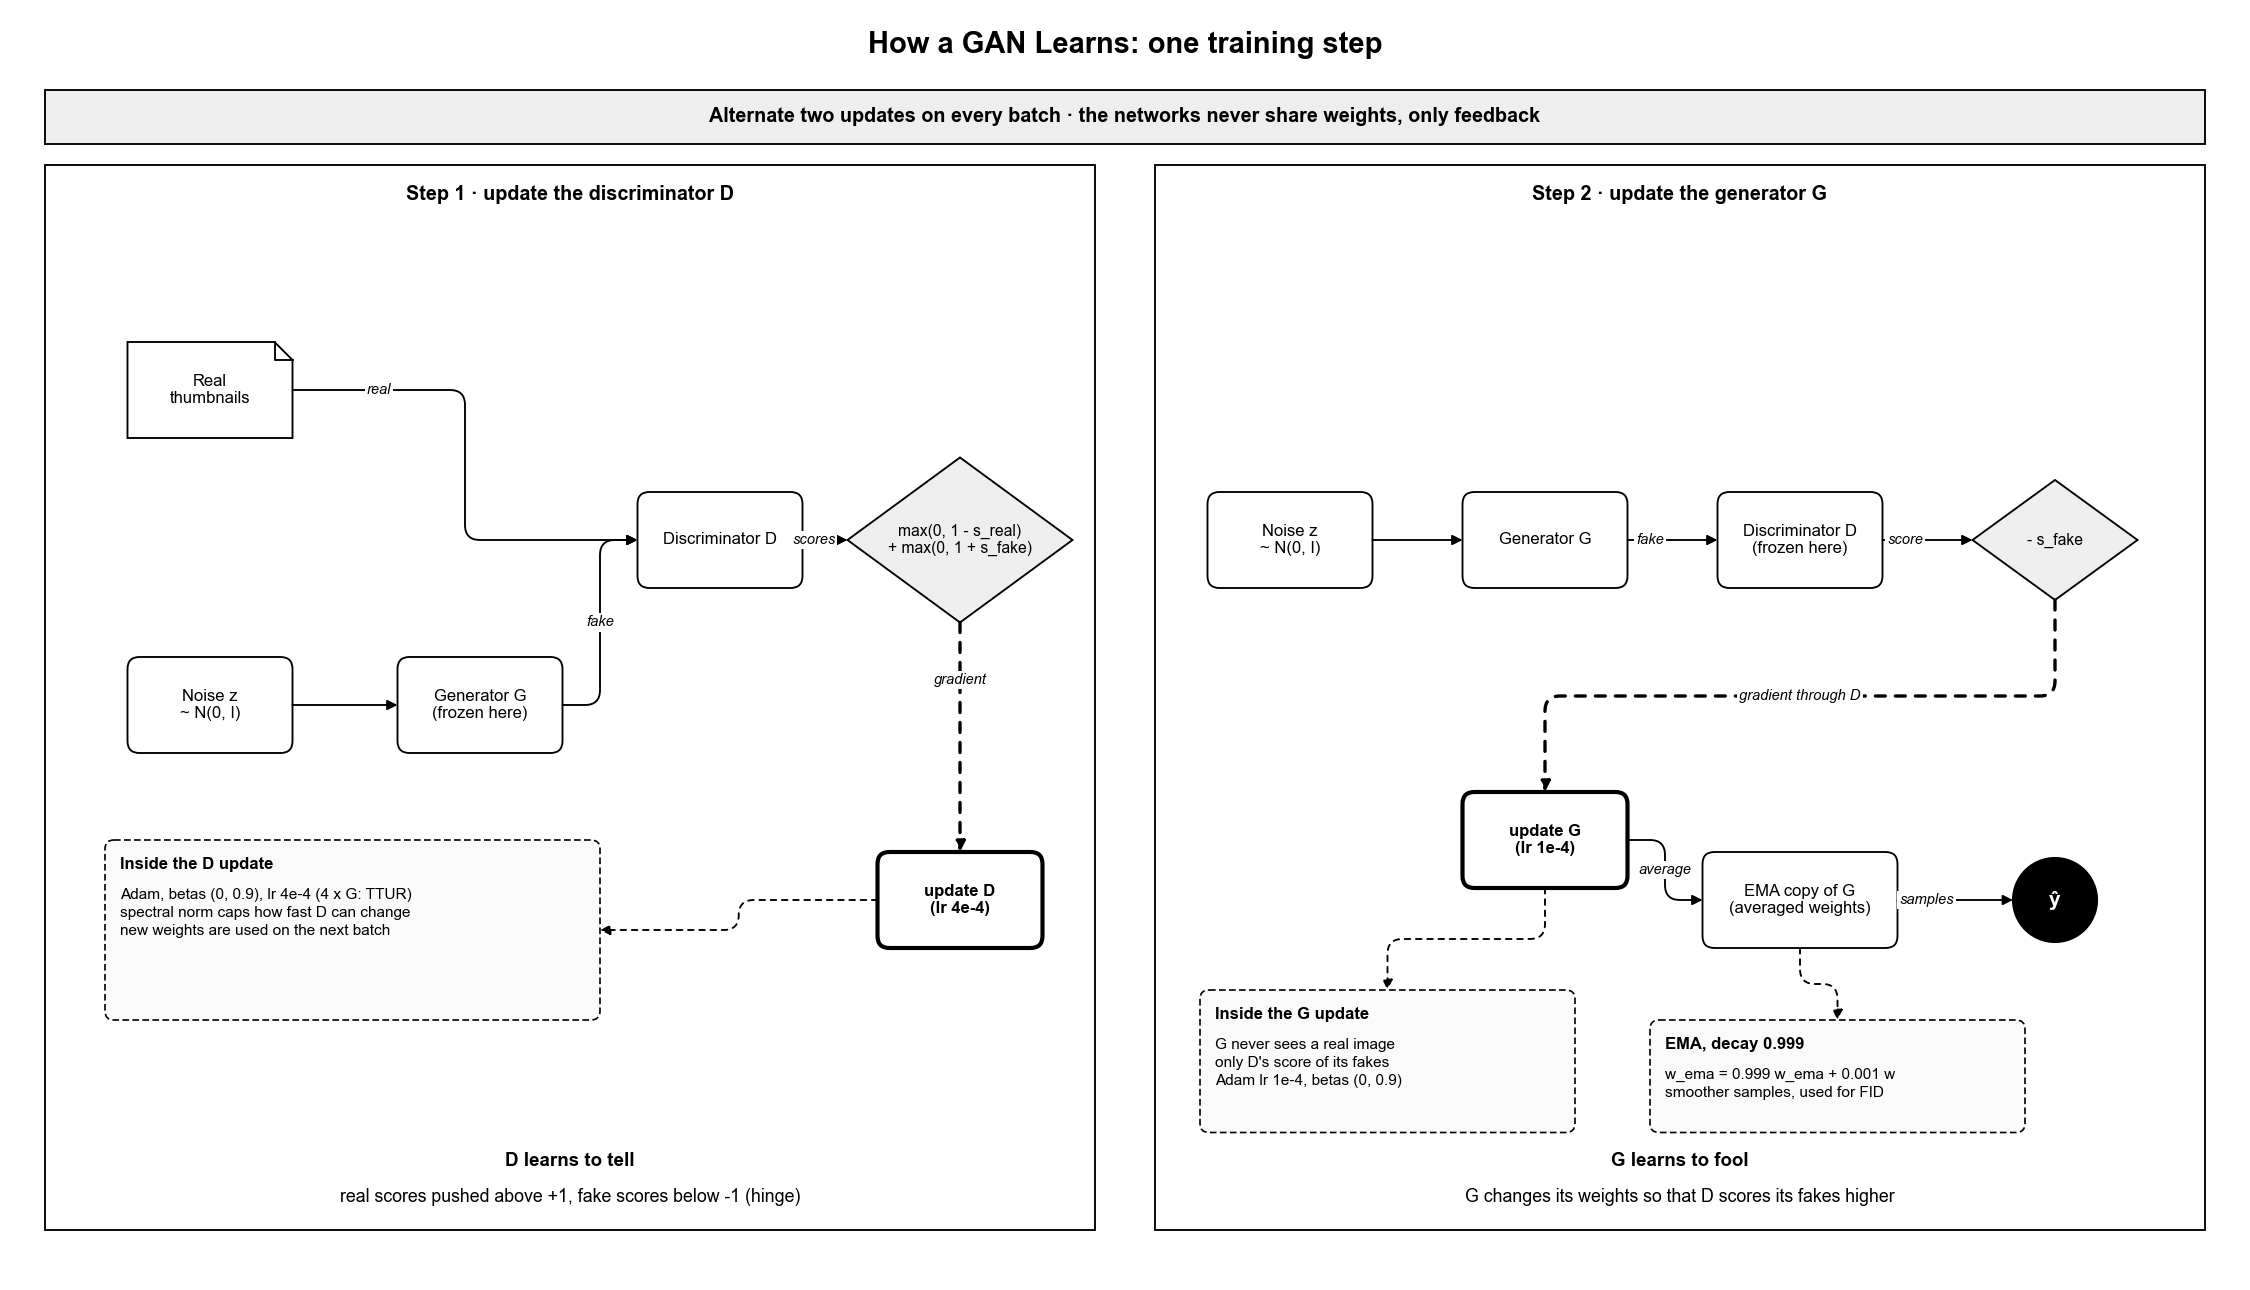 How a GAN Learns: one training step
Alternate two updates on every batch · the networks never share weights, only feedback
Step 1 · update the discriminator D
Real
thumbnails
real
Discriminator D
scores
max(0, 1 - s_real)
+ max(0, 1 + s_fake)
fake
Noise z
~ N(0, I)
Generator G
(frozen here)
gradient
Inside the D update
Adam, betas (0, 0.9), lr 4e-4 (4 x G: TTUR)
spectral norm caps how fast D can change
new weights are used on the next batch
update D
(lr 4e-4)
D learns to tell
real scores pushed above +1, fake scores below -1 (hinge)
Step 2 · update the generator G
Noise z
~ N(0, I)
Generator G
fake
Discriminator D
(frozen here)
score
- s_fake
gradient through D
update G
(lr 1e-4)
average
EMA copy of G
(averaged weights)
samples
ŷ
Inside the G update
G never sees a real image
only D's score of its fakes
Adam lr 1e-4, betas (0, 0.9)
EMA, decay 0.999
w_ema = 0.999 w_ema + 0.001 w
smoother samples, used for FID
G learns to fool
G changes its weights so that D scores its fakes higher